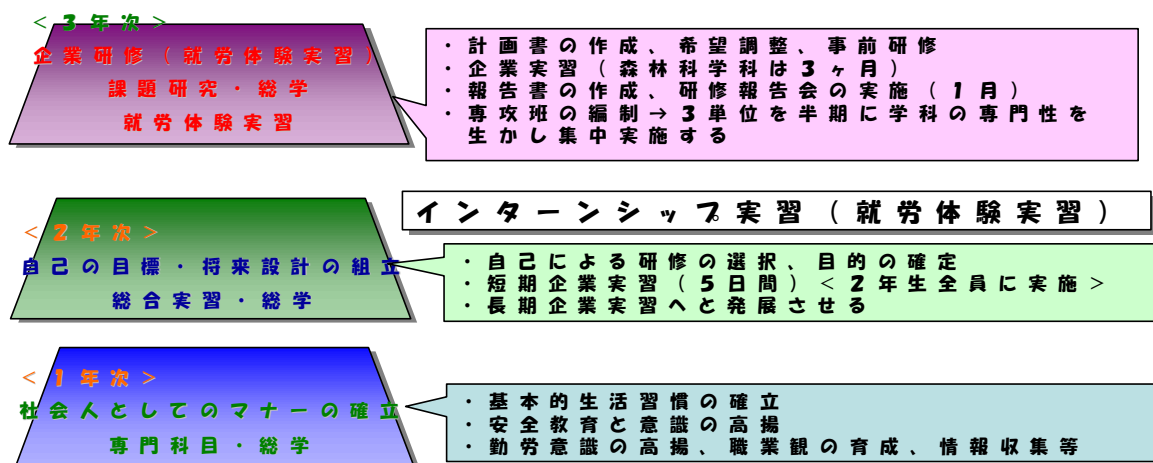 <３年次>
企業研修（就労体験実習）
課題研究・総学
就労体験実習
・計画書の作成、希望調整、事前研修
・企業実習（森林科学科は３ヶ月）
・報告書の作成、研修報告会の実施（１月）
・専攻班の編制→３単位を半期に学科の専門性を
生かし集中実施する
インターンシップ実習（就労体験実習）
<２年次>
自己の目標・将来設計の組立
総合実習・総学
・自己による研修の選択、目的の確定
・短期企業実習（５日間）<２年生全員に実施>
・長期企業実習へと発展させる
<１年次>
社会人としてのマナーの確立
専門科目・総学
・基本的生活習慣の確立
・安全教育と意識の高揚
・勤労意識の高揚、職業観の育成、情報収集等